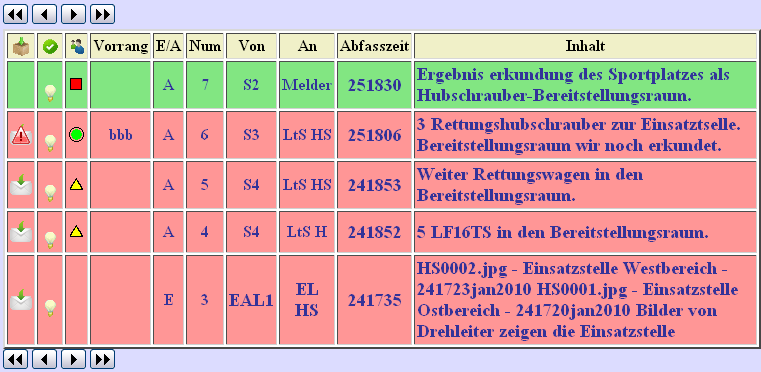 Vorrang E/A Num Von An Abfasszeit Inhalt
A 7 S2 Melder 251830 Ergebnis erkundung des Sportplatzes als
Hubschrauber-Bereitstellungsraum.
bbb A 6 S3 LtS HS 251806 3 Rettungshubschrauber zur Einsatztselle.
Bereitstellungsraum wir noch erkundet.
A 5 S4 LtS HS 241853 Weiter Rettungswagen in den
Bereitstellungsraum.
A 4 S4 LtS H 241852 5 LF16TS in den Bereitstellungsraum.
E 3 EAL1 EL HS 241735 HS0002.jpg - Einsatzstelle Westbereich -
241723jan2010 HS0001.jpg - Einsatzstelle
Ostbereich - 241720jan2010 Bilder von
Drehleiter zeigen die Einsatzstelle